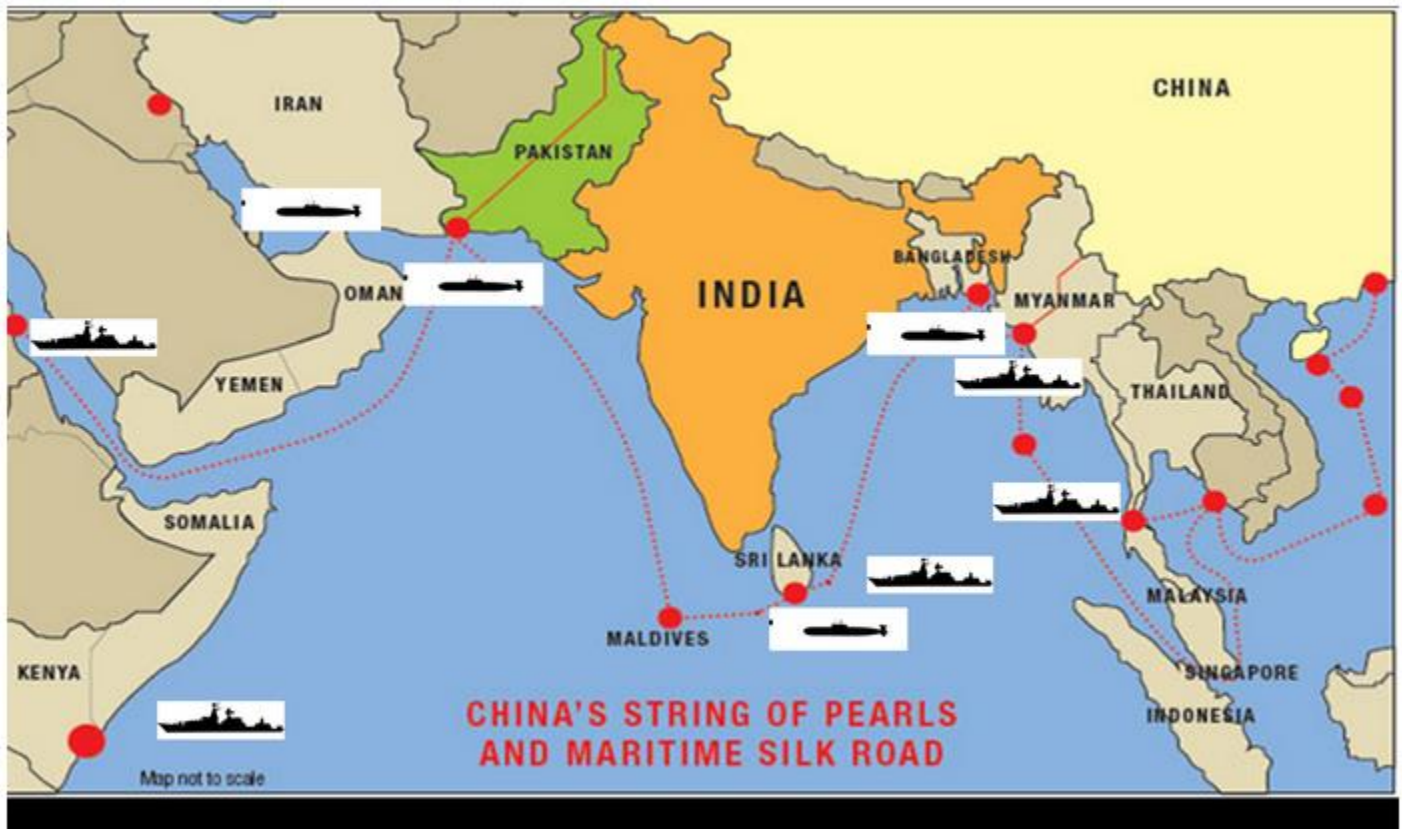 CHINA
IRAN
PAKISTAN
BANGLADESH
INDIA
OMAN
MYANMAR
YEMEN
THAILAND
SOMALIA
SRI LANKA
MALAYSIA
MALDIVES
KENYA
SINGAPORE
INDONESIA
CHINA'S STRING OF PEARLS
AND MARITIME SILK ROAD
Map not to scale